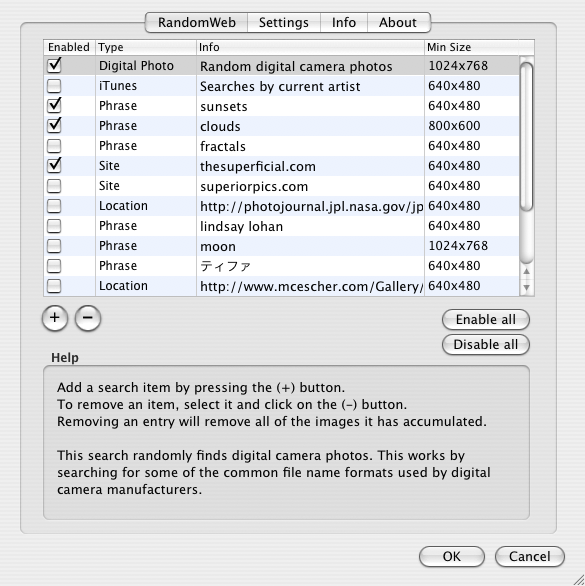 RandomWeb Settings Info About
Enabled Type Info Min Size
Digital Photo Random digital camera photos 1024x768
iTunes Searches by current artist 640x480
Phrase sunsets 640x480
Phrase clouds 800x600
Phrase fractals 640x480
Site thesuperficial.com 640x480
Site superiorpics.com 640x480
Location http://photojournal.jpl.nasa.gov/jp 640x480
Phrase lindsay lohan 640x480
Phrase moon 1024x768
Phrase ティファ 640x480
Location http://www.mcescher.com/Gallery/ 640x480
+ − Enable all
Disable all
Help
Add a search item by pressing the (+) button.
To remove an item, select it and click on the (-) button.
Removing an entry will remove all of the images it has accumulated.
This search randomly finds digital camera photos. This works by
searching for some of the common file name formats used by digital
camera manufacturers.
OK Cancel